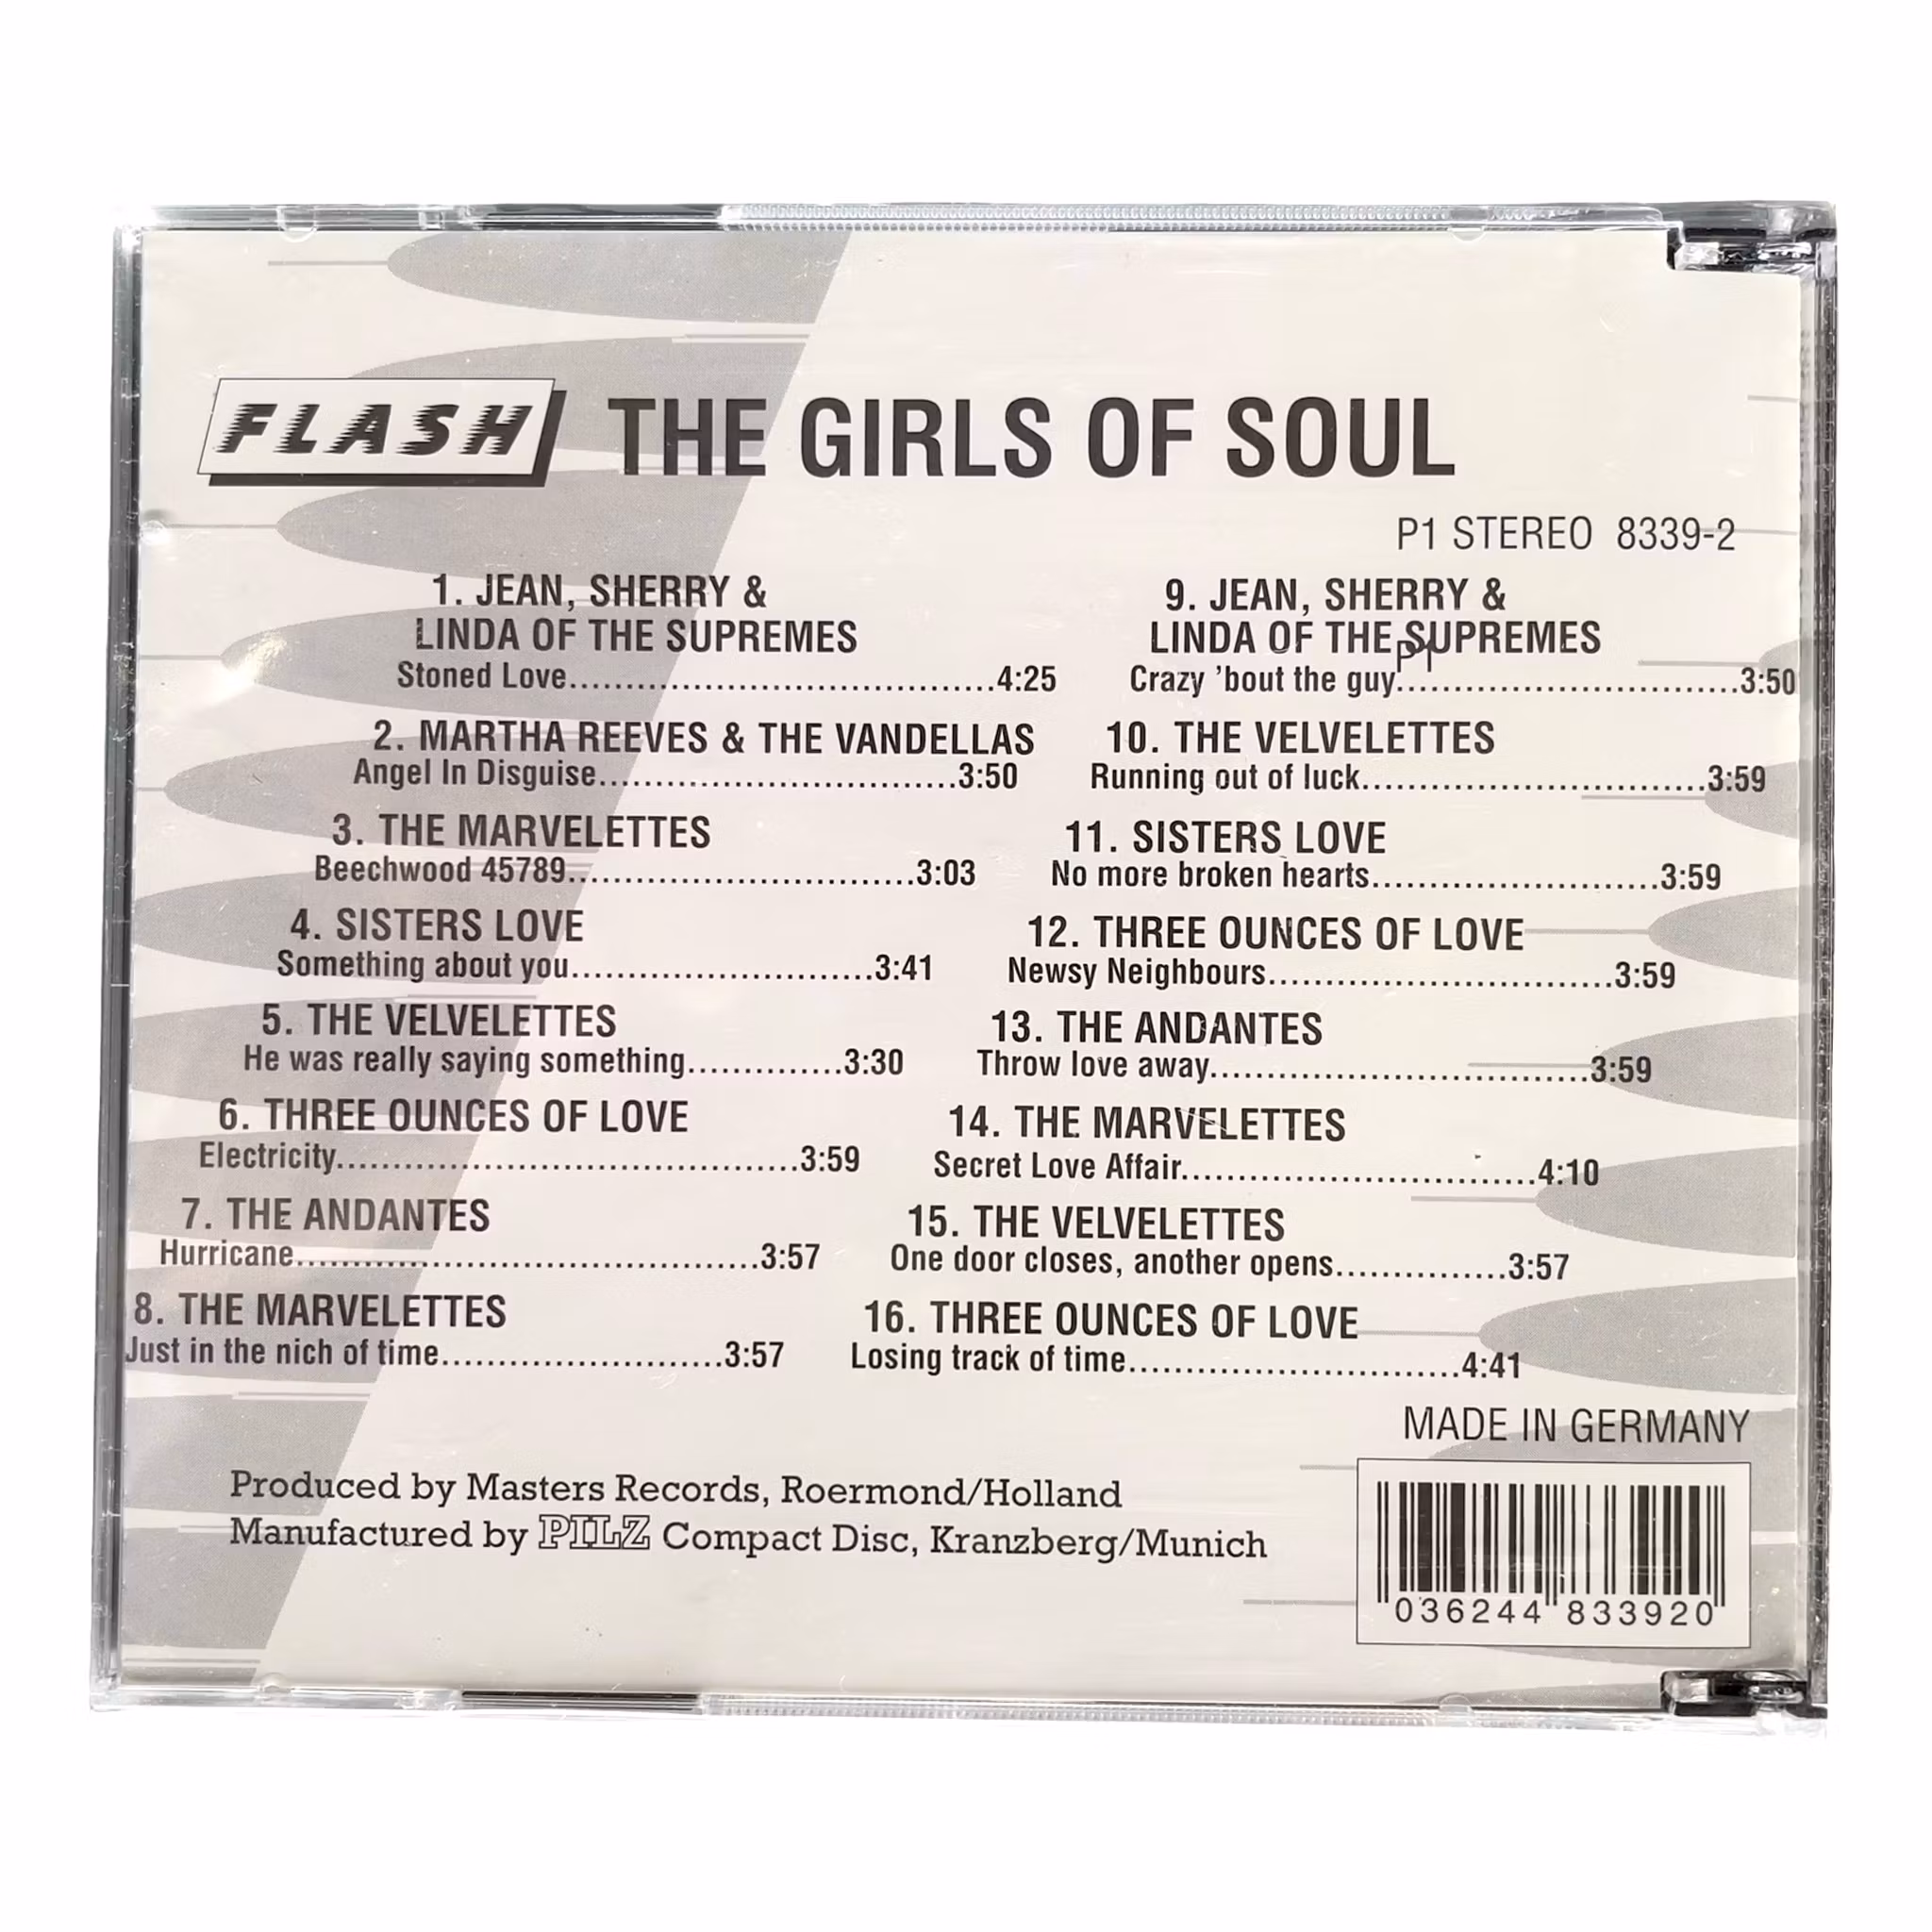 FLASH THE GIRLS OF SOUL
P1 STEREO 8339-2
1. JEAN, SHERRY &
LINDA OF THE SUPREMES
Stoned Love......................................4:25
2. MARTHA REEVES & THE VANDELLAS
Angel In Disguise................................3:50
3. THE MARVELETTES
Beechwood 45789...............................3:03
4. SISTERS LOVE
Something about you...........................3:41
5. THE VELVELETTES
He was really saying something..............3:30
6. THREE OUNCES OF LOVE
Electricity.........................................3:59
7. THE ANDANTES
Hurricane.........................................3:57
8. THE MARVELETTES
Just in the nich of time.........................3:57
9. JEAN, SHERRY &
LINDA OF THE SUPREMES
P1
Crazy 'bout the guy..............................3:50
10. THE VELVELETTES
Running out of luck..............................3:59
11. SISTERS LOVE
No more broken hearts..........................3:59
12. THREE OUNCES OF LOVE
Newsy Neighbours...............................3:59
13. THE ANDANTES
Throw love away..................................3:59
14. THE MARVELETTES
Secret Love Affair................................4:10
15. THE VELVELETTES
One door closes, another opens...............3:57
16. THREE OUNCES OF LOVE
Losing track of time..............................4:41
MADE IN GERMANY
Produced by Masters Records, Roermond/Holland
Manufactured by PILZ Compact Disc, Kranzberg/Munich
036244 833920